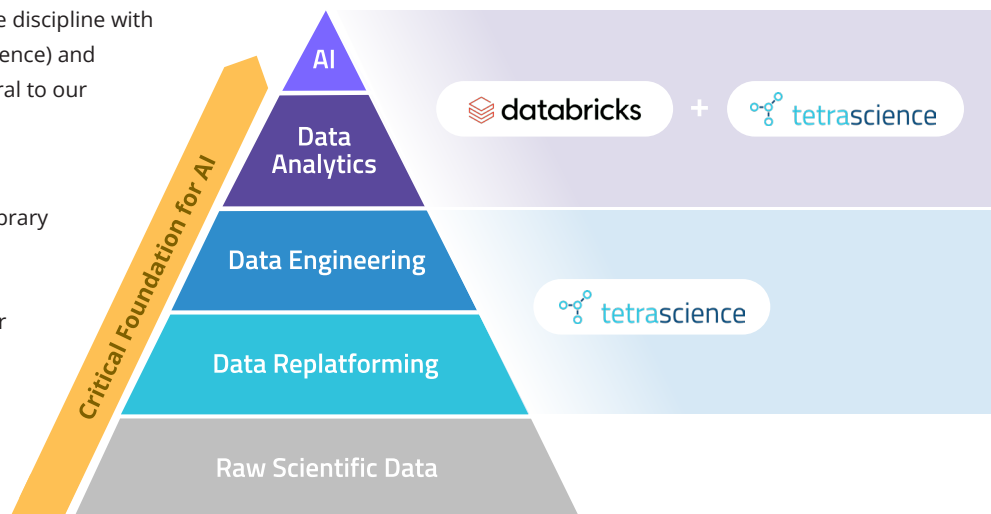 e discipline with
ence) and
ral to our
brary
r
Critical Foundation for AI
AI
Data
Analytics
Data Engineering
Data Replatforming
Raw Scientific Data
databricks + tetrascience
tetrascience